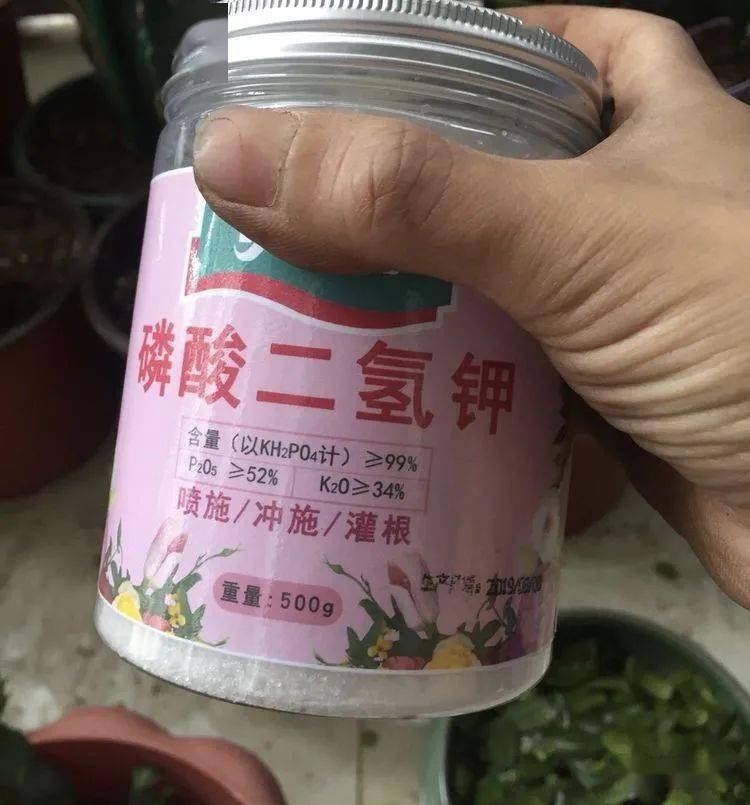 磷酸二氢钾
含量（以KH₂PO₄计）≥99%
P₂O₅ ≥52% K₂O≥34%
喷施/冲施/灌根
重量：500g